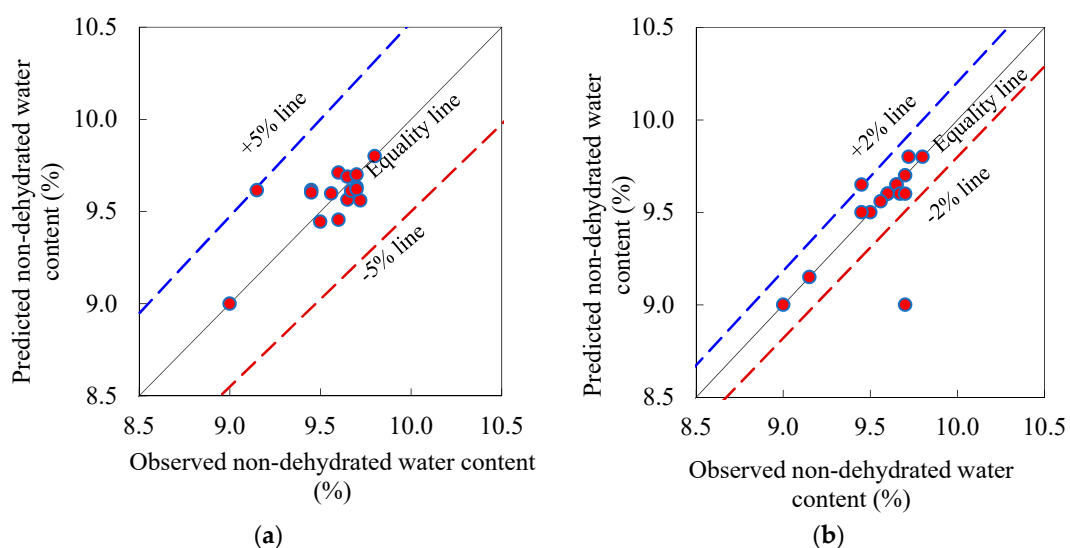 Predicted non-dehydrated water
content (%)
10.5
10.0
9.5
9.0
8.5
+5% line
Equality line
-5% line
8.5 9.0 9.5 10.0 10.5
Observed non-dehydrated water content
(%)
(a)
Predicted non-dehydrated water
content (%)
10.5
10.0
9.5
9.0
8.5
+2% line
Equality line
-2% line
8.5 9.0 9.5 10.0 10.5
Observed non-dehydrated water
content (%)
(b)